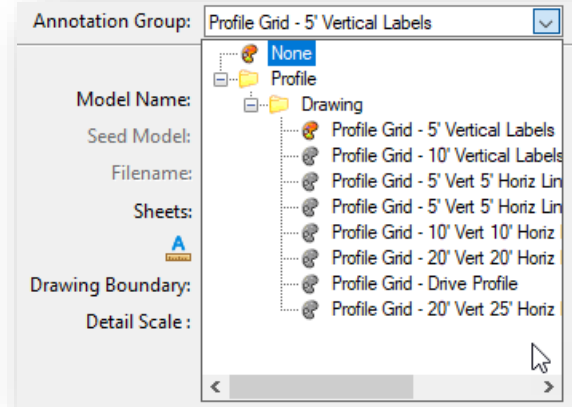 Annotation Group: Profile Grid - 5' Vertical Labels
None
Profile
Model Name:
Drawing
Seed Model:
Profile Grid - 5' Vertical Labels
Profile Grid - 10' Vertical Labels
Filename:
Profile Grid - 5' Vert 5' Horiz Lin
Sheets:
Profile Grid - 5' Vert 5' Horiz Lin
Profile Grid - 10' Vert 10' Horiz
A
Profile Grid - 20' Vert 20' Horiz
Drawing Boundary:
Profile Grid - Drive Profile
Profile Grid - 20' Vert 25' Horiz
Detail Scale :